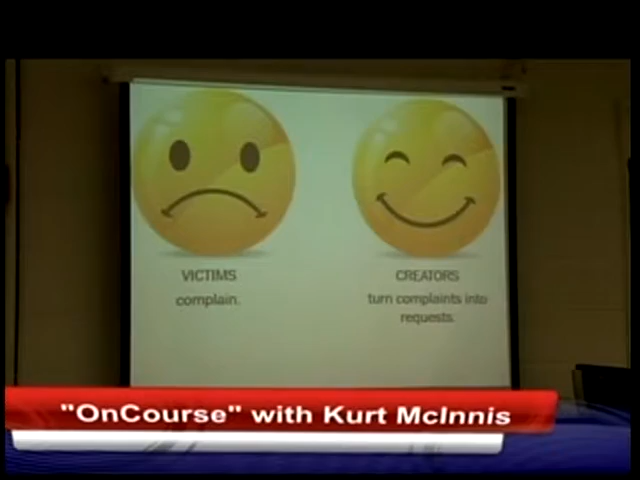 VICTIMS
complain.
CREATORS
turn complaints into
requests.
"OnCourse" with Kurt McInnis